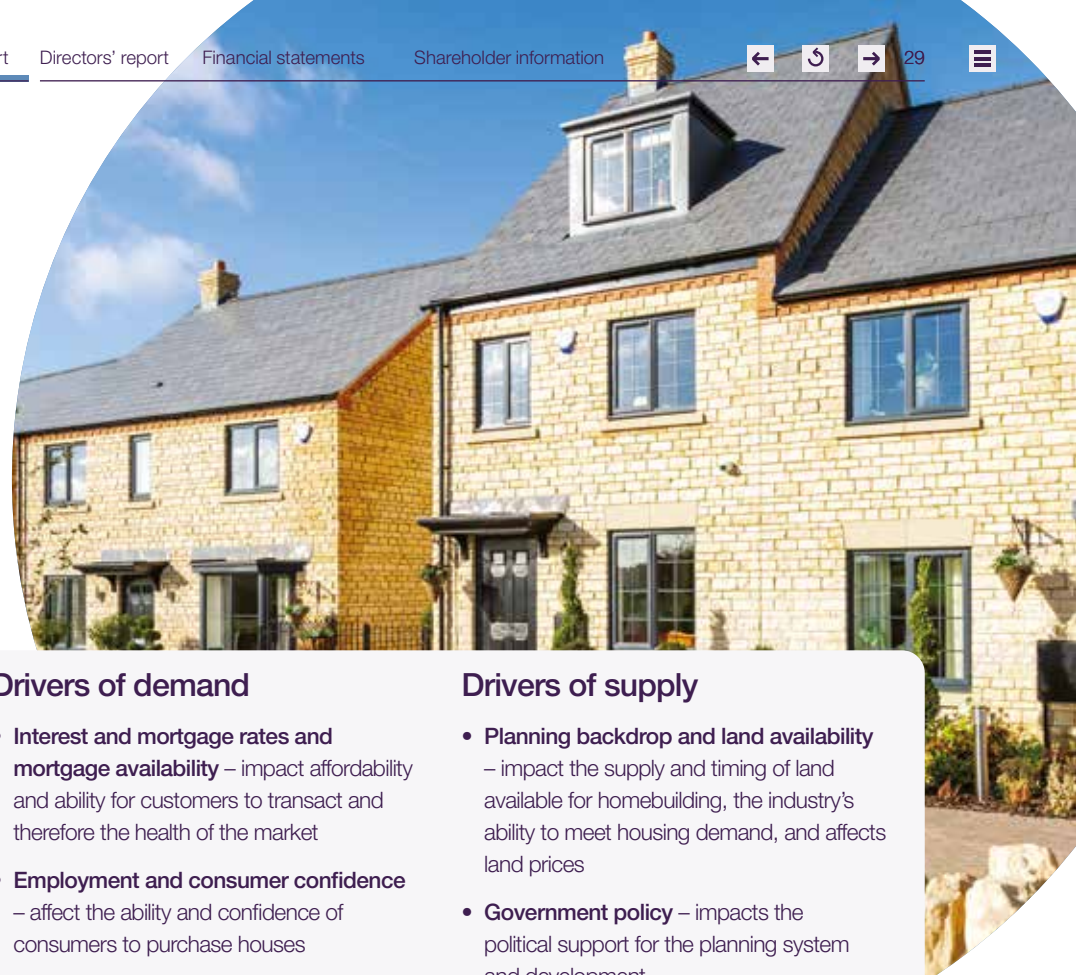 Directors’ report Financial statements Shareholder information 29
Drivers of demand
Interest and mortgage rates and
mortgage availability – impact affordability
and ability for customers to transact and
therefore the health of the market
Employment and consumer confidence
– affect the ability and confidence of
consumers to purchase houses
Drivers of supply
• Planning backdrop and land availability
– impact the supply and timing of land
available for homebuilding, the industry’s
ability to meet housing demand, and affects
land prices
• Government policy – impacts the
political support for the planning system
and development